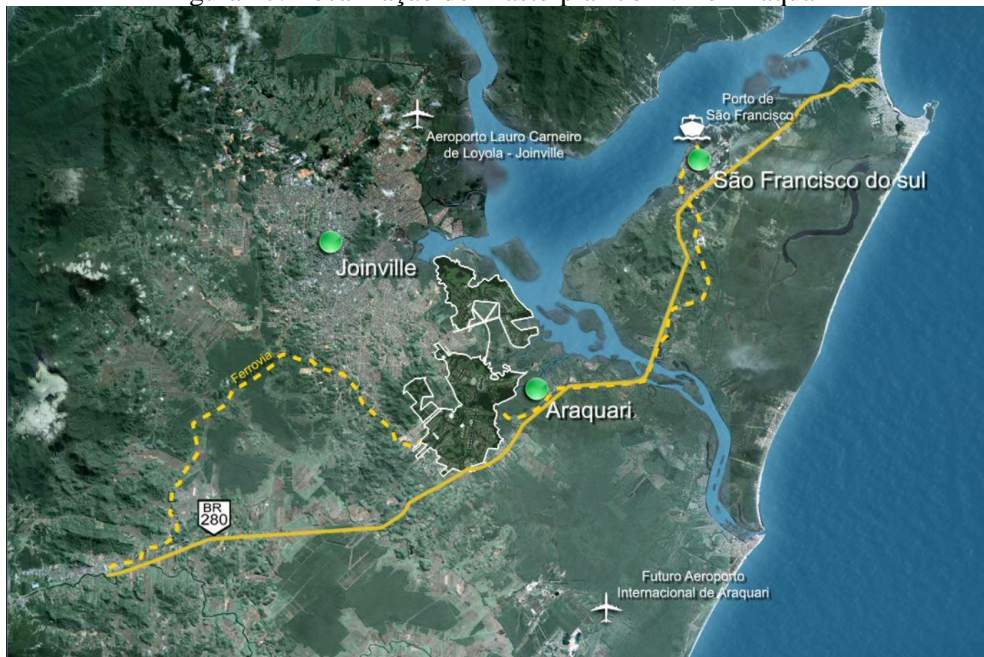 Porto de
São Francisco
Aeroporto Lauro Carneiro
de Loyola - Joinville
São Francisco do sul
Joinville
Ferrovia
Araquari
BR
280
Futuro Aeroporto
Internacional de Araquari